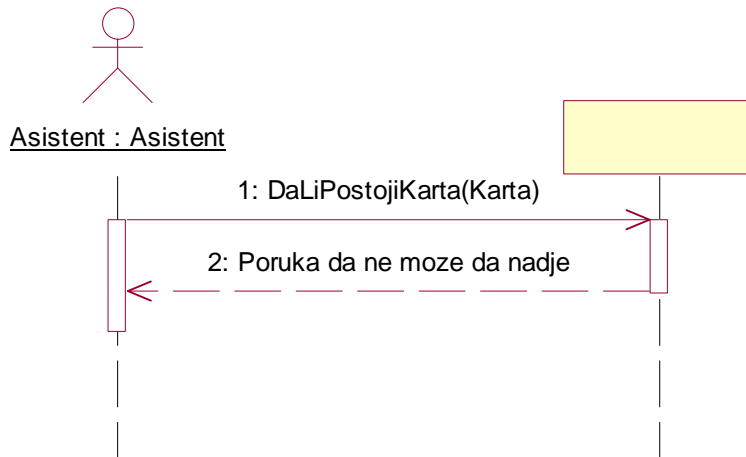 Asistent : Asistent
1: DaLiPostojiKarta(Karta)
2: Poruka da ne moze da nadje